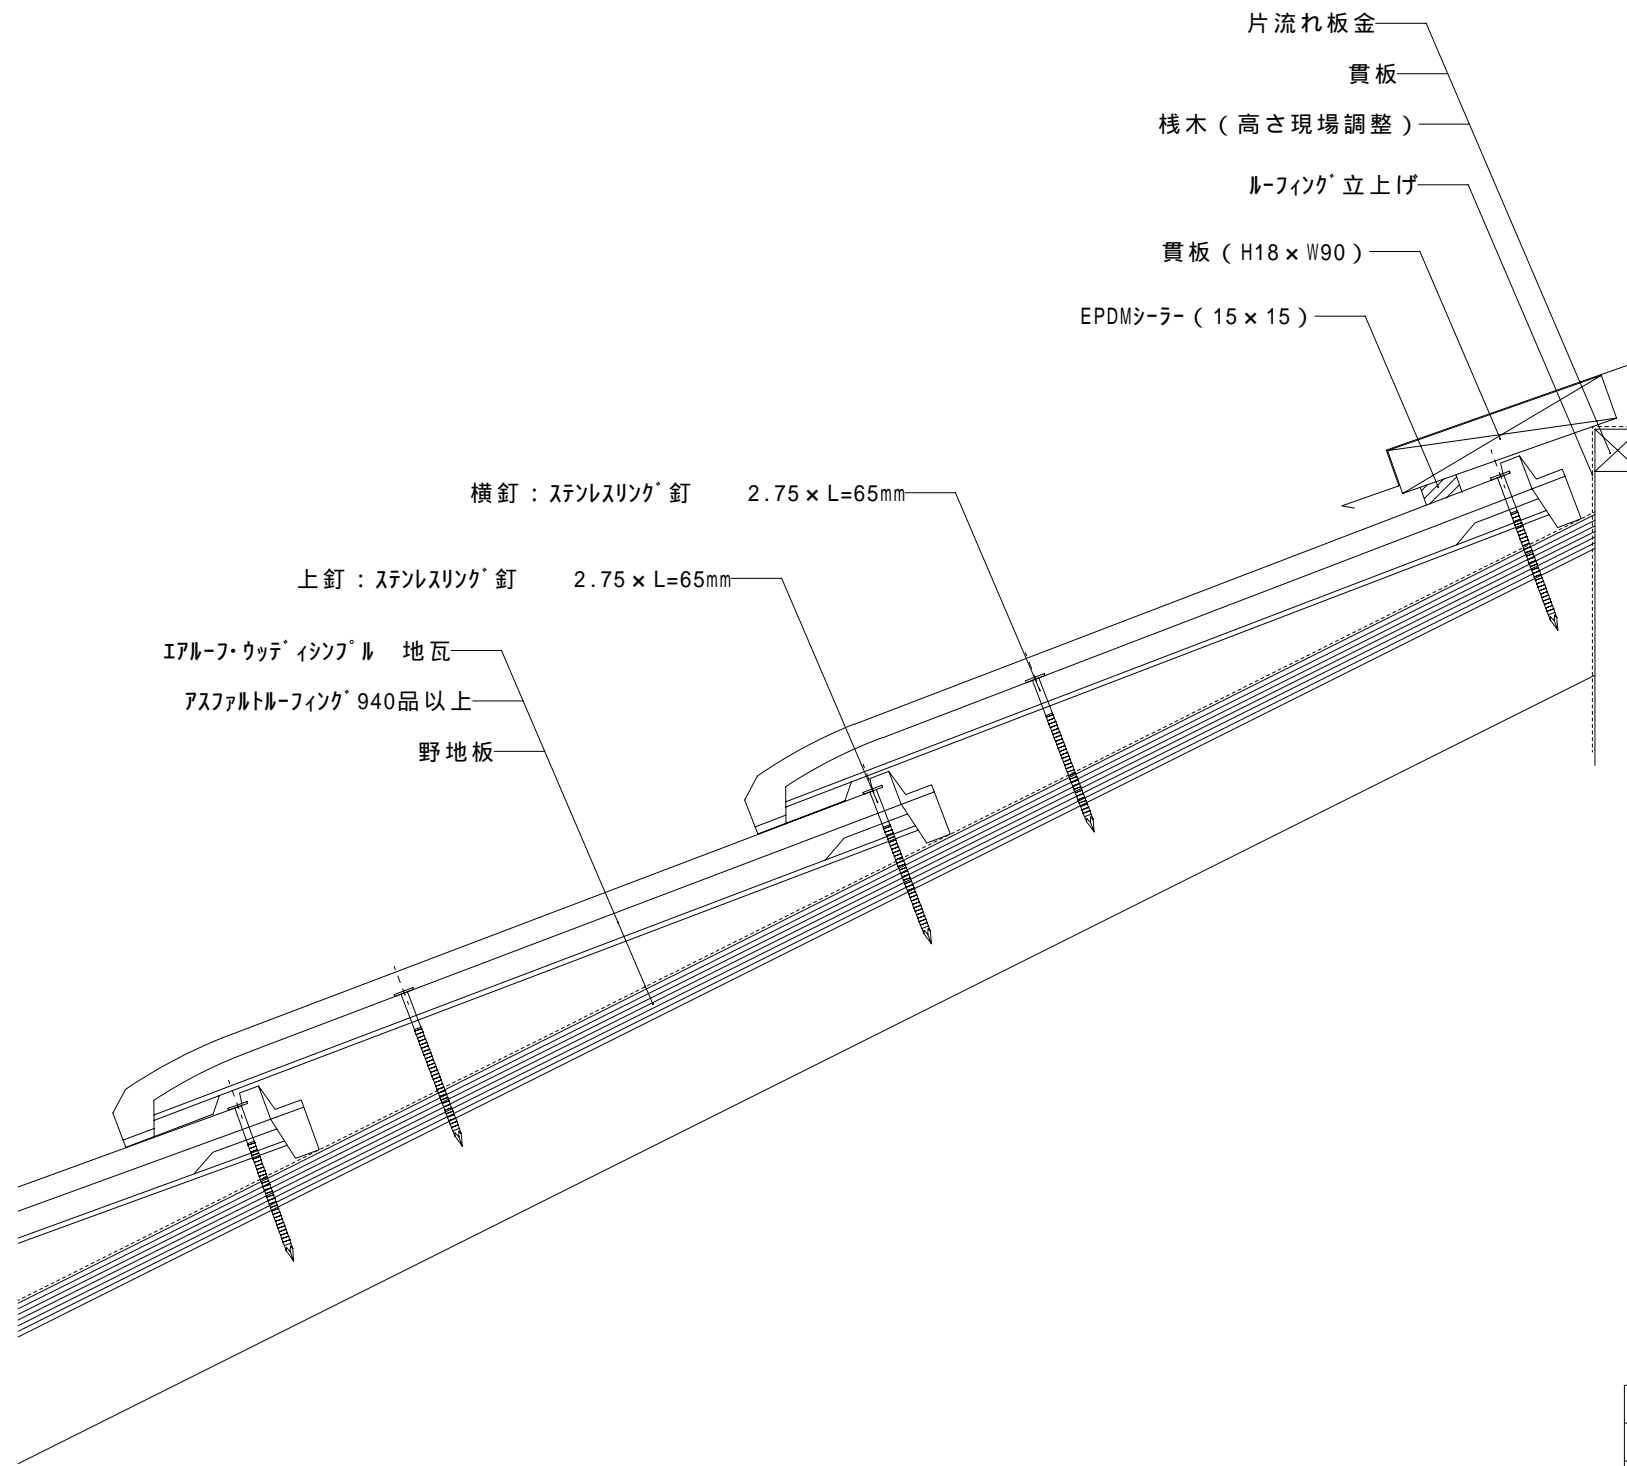 片流れ板金
貫板
桟木(高さ現場調整)
ﾙｰﾌｨﾝｸﾞ立上げ
貫板(H18×W90)
EPDMｼｰﾗｰ(15×15)
横釘:ｽﾃﾝﾚｽﾘﾝｸﾞ釘　2.75×L=65mm
上釘:ｽﾃﾝﾚｽﾘﾝｸﾞ釘　2.75×L=65mm
ｴｱﾙｰﾌ･ｳｯﾃﾞｨｼﾝﾌﾟﾙ　地瓦
ｱｽﾌｧﾙﾄﾙｰﾌｨﾝｸﾞ940品以上
野地板